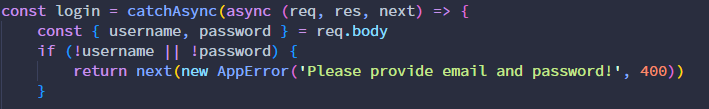 const login = catchAsync(async (req, res, next) => {
    const { username, password } = req.body
    if (!username || !password) {
        return next(new AppError('Please provide email and password!', 400))
    }